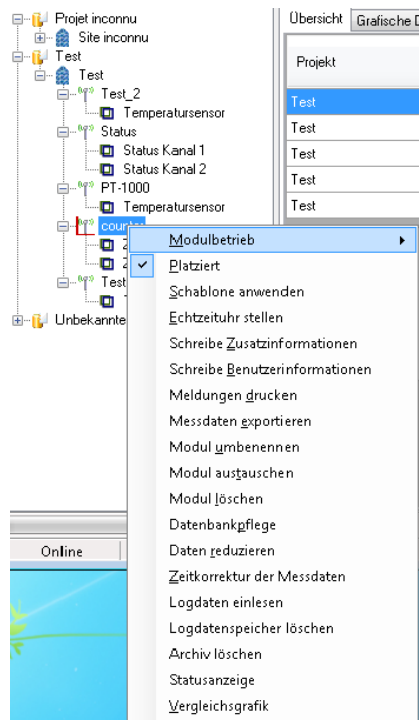 Projet inconnu
Site inconnu
Test
Test
Test_2
Temperatursensor
Status
Status Kanal 1
Status Kanal 2
PT-1000
Temperatursensor
Test
Unbekannte
Übersicht
Grafische
Projekt
Test
Test
Test
Test
Test
Modulbetrieb
Platziert
Schablone anwenden
Echtzeituhr stellen
Schreibe Zusatzinformationen
Schreibe Benutzerinformationen
Meldungen drucken
Messdaten exportieren
Modul umbenennen
Modul austauschen
Modul löschen
Datenbankpflege
Daten reduzieren
Zeitkorrektur der Messdaten
Logdaten einlesen
Logdatenspeicher löschen
Archiv löschen
Statusanzeige
Vergleichsgrafik
Online